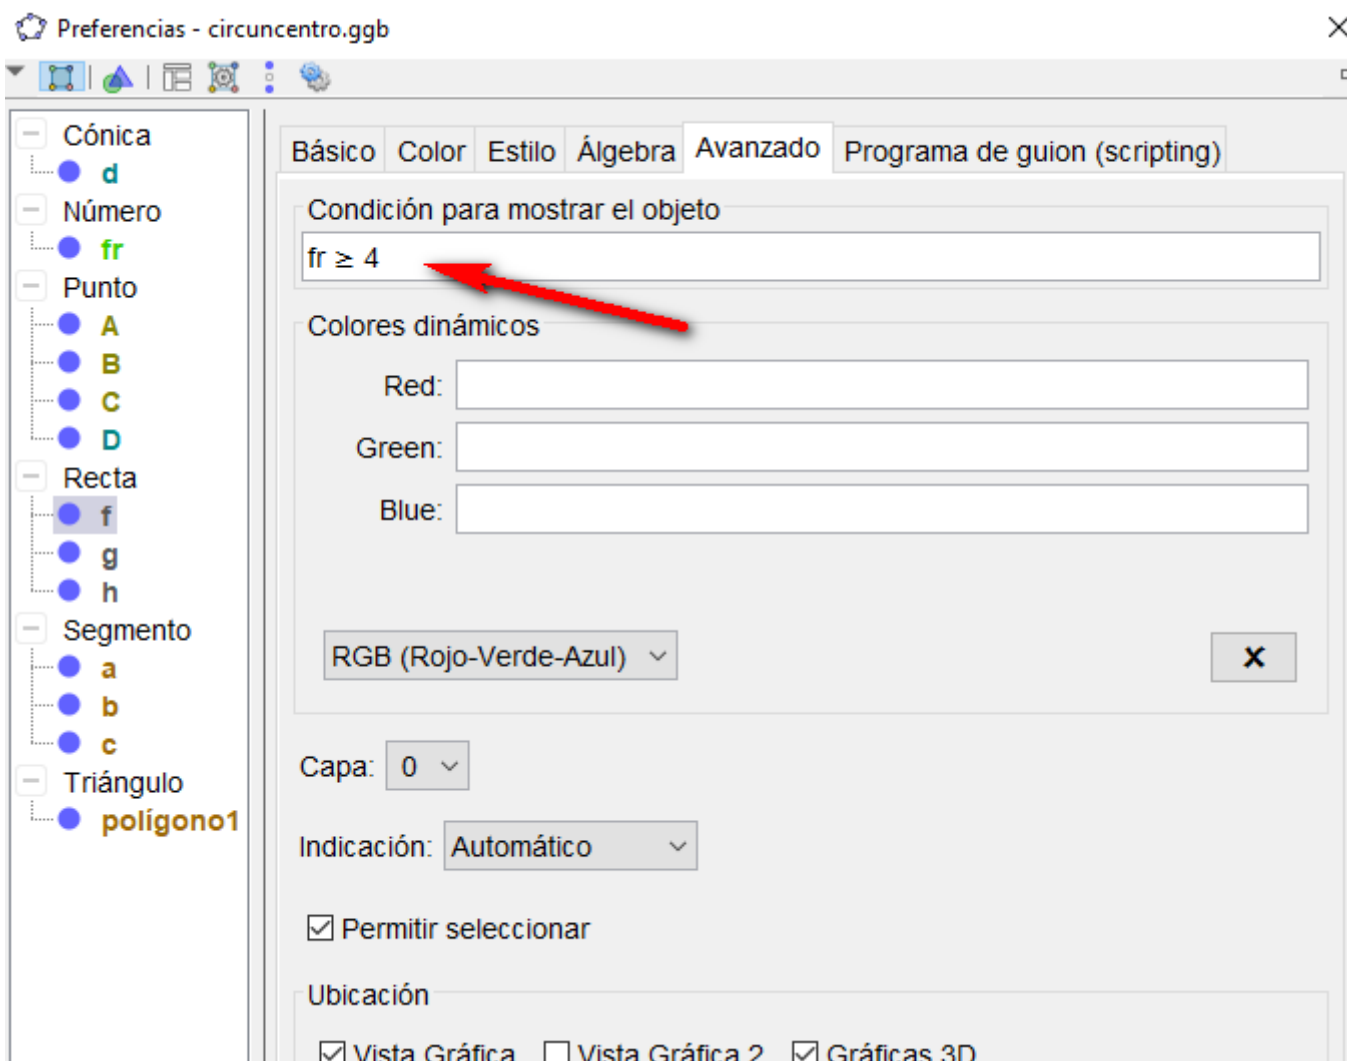 Preferencias - circuncentro.ggb
Cónica
d
Número
fr
Punto
A
B
C
D
Recta
f
g
h
Segmento
a
b
c
Triángulo
polígono1
Básico Color Estilo Álgebra Avanzado Programa de guion (scripting)
Condición para mostrar el objeto
fr ≥ 4
Colores dinámicos
Red:
Green:
Blue:
RGB (Rojo-Verde-Azul)
Capa: 0
Indicación: Automático
Permitir seleccionar
Ubicación
Vista Gráfica Vista Gráfica 2 Gráficas 3D